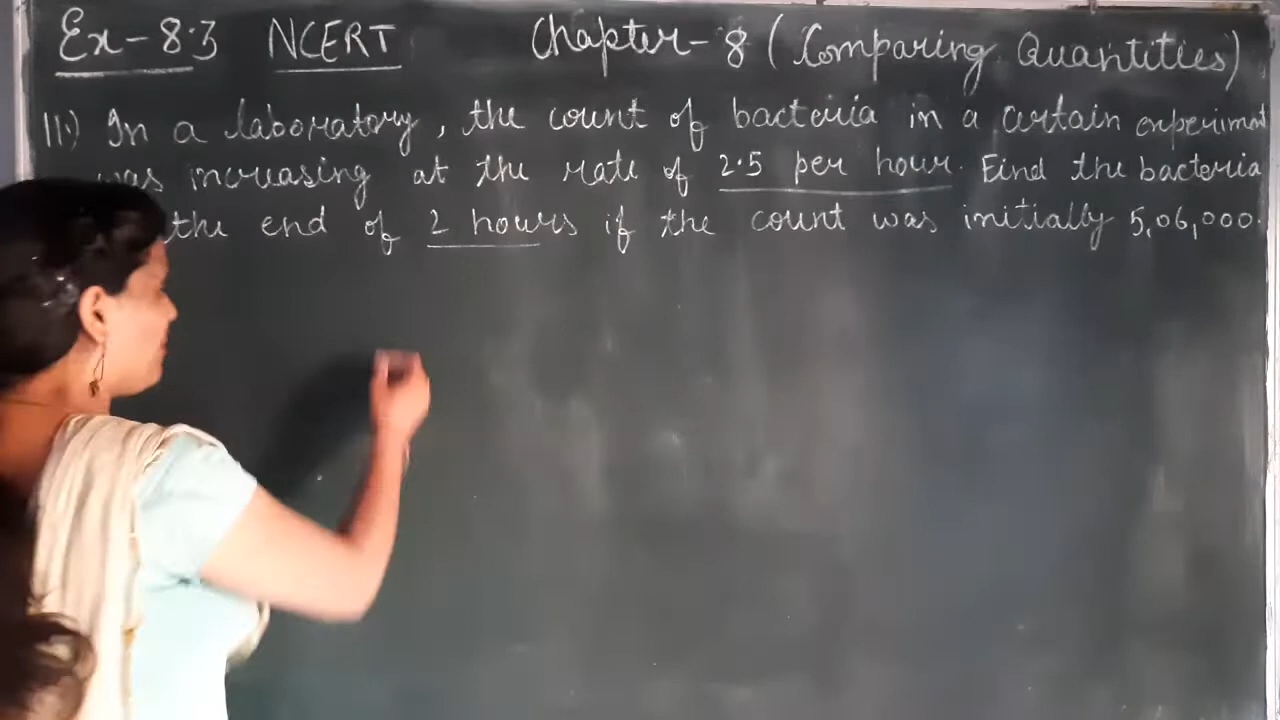 Ex-8.3 NCERT Chapter-8 (Comparing Quantities)
11.) In a laboratory, the count of bacteria in a certain experiment
was increasing at the rate of 2.5 per hour. Find the bacteria
the end of 2 hours if the count was initially 5,06,000.